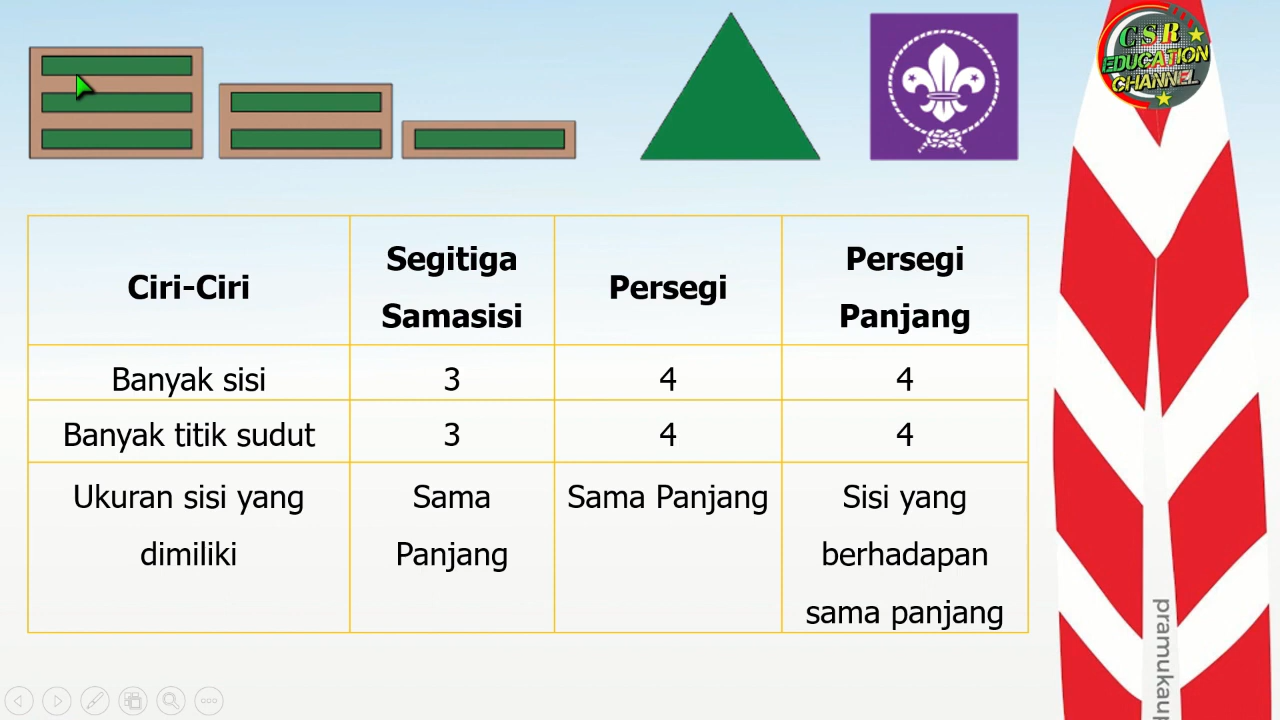 CSR
EDUCATION
CHANNEL
Ciri-Ciri
Segitiga
Samasisi
Persegi
Persegi
Panjang
Banyak sisi
3
4
4
Banyak titik sudut
3
4
4
Ukuran sisi yang
dimiliki
Sama
Panjang
Sama Panjang
Sisi yang
berhadapan
sama panjang